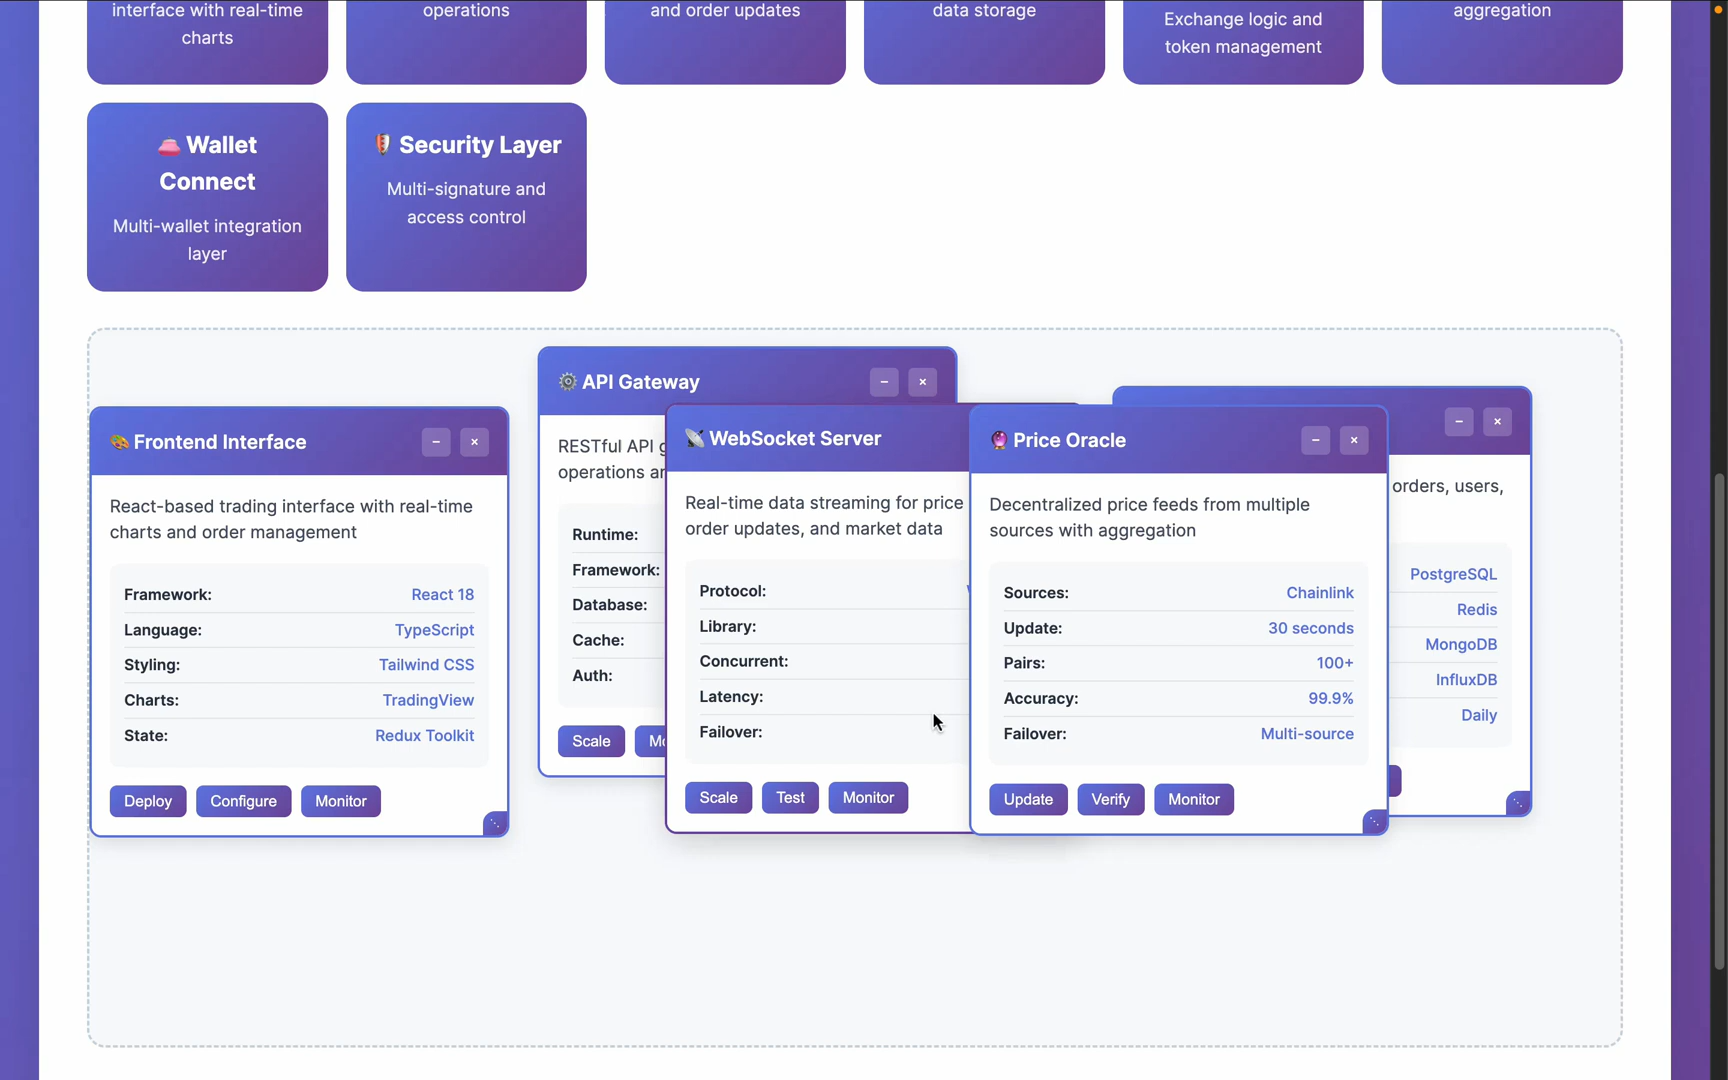 interface with real-time
charts
operations
and order updates
data storage
Exchange logic and
token management
aggregation
Wallet
Connect
Multi-wallet integration
layer
Security Layer
Multi-signature and
access control
Frontend Interface
− ×
React-based trading interface with real-time
charts and order management
Framework: React 18
Language: TypeScript
Styling: Tailwind CSS
Charts: TradingView
State: Redux Toolkit
Deploy Configure Monitor
API Gateway
− ×
RESTful API
operations
Runtime:
Framework:
Database:
Cache:
Auth:
Scale
WebSocket Server
Real-time data streaming for price
order updates, and market data
Protocol:
Library:
Concurrent:
Latency:
Failover:
Scale Test Monitor
Price Oracle
− ×
Decentralized price feeds from multiple
sources with aggregation
Sources: Chainlink
Update: 30 seconds
Pairs: 100+
Accuracy: 99.9%
Failover: Multi-source
Update Verify Monitor
− ×
orders, users,
PostgreSQL
Redis
MongoDB
InfluxDB
Daily